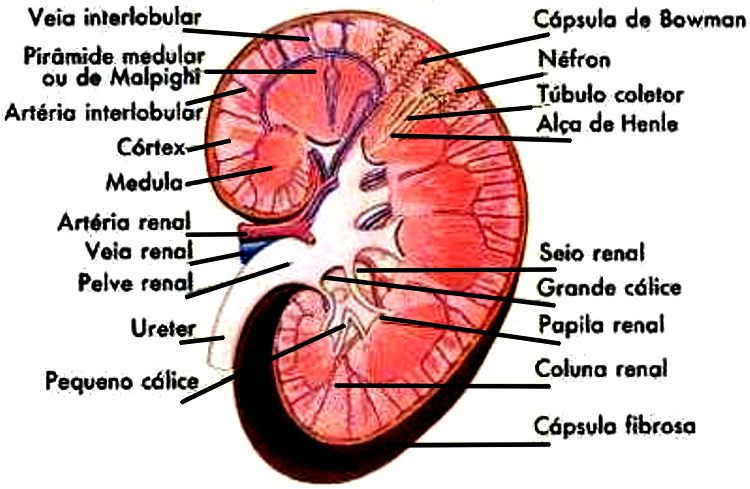 Veia interlobular
Pirâmide medular
ou de Malpighi
Artéria interlobular
Córtex
Medula
Artéria renal
Veia renal
Pelve renal
Ureter
Pequeno cálice
Cápsula de Bowman
Néfron
Túbulo coletor
Alça de Henle
Seio renal
Grande cálice
Papila renal
Coluna renal
Cápsula fibrosa